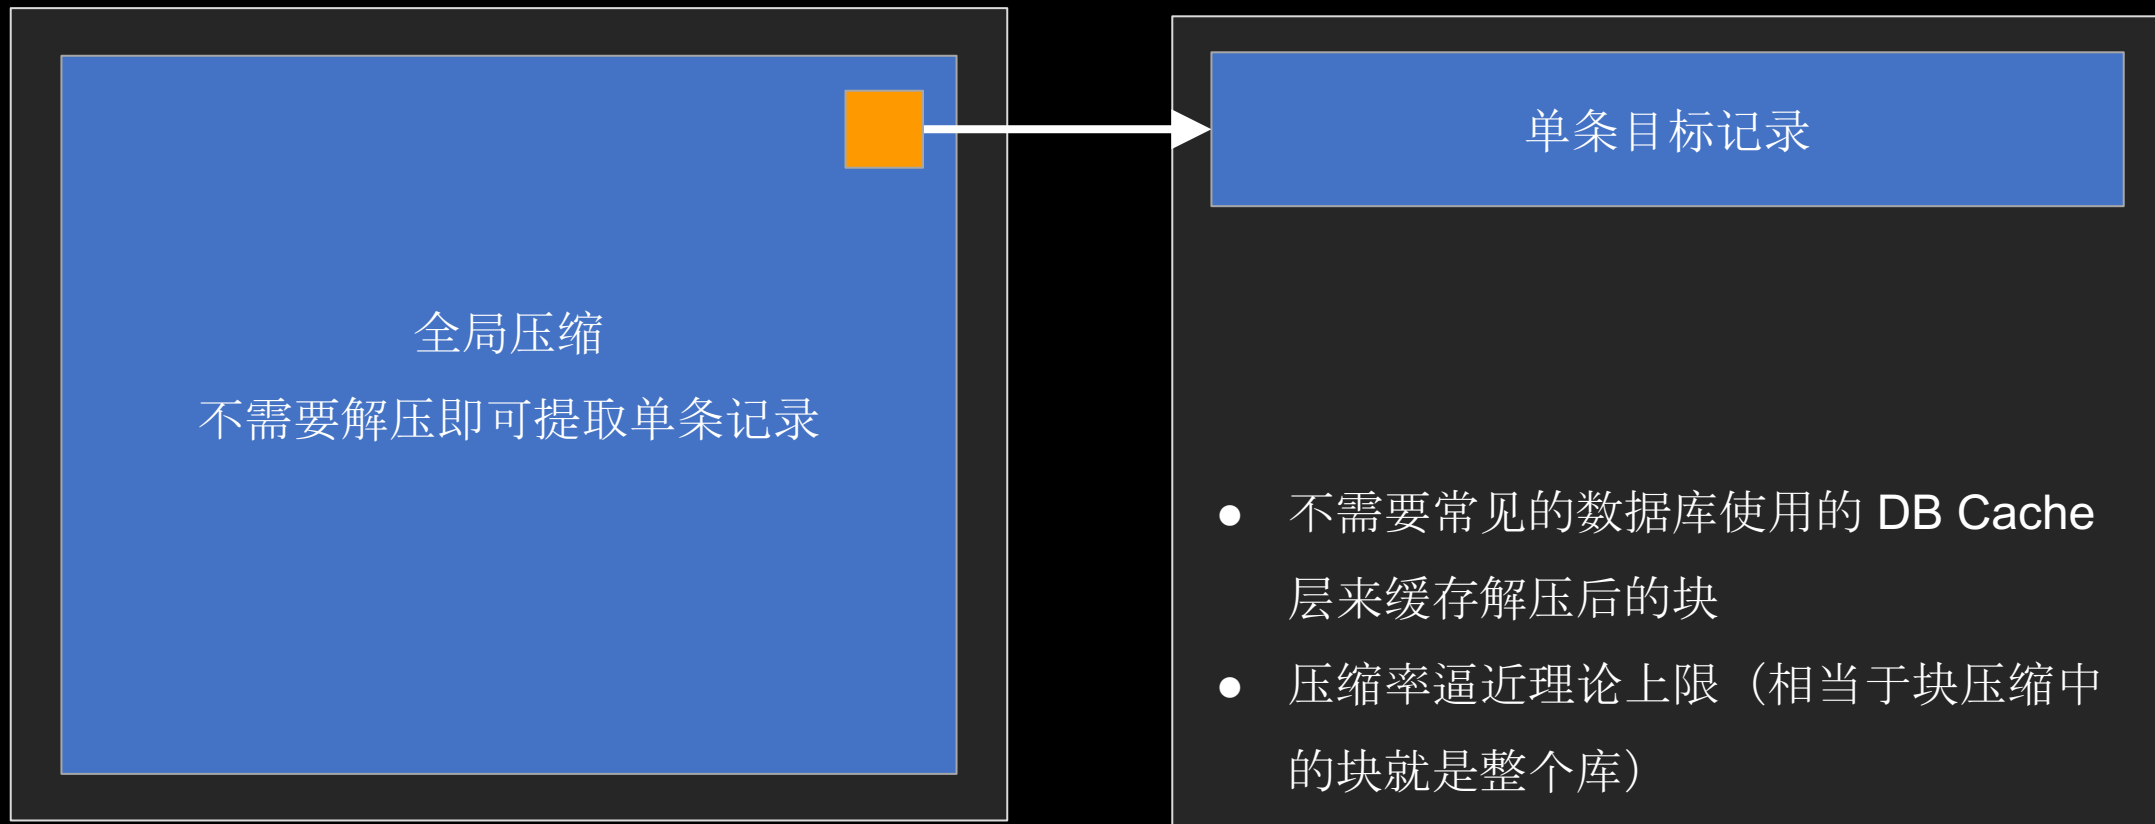 全局压缩
不需要解压即可提取单条记录
单条目标记录
● 不需要常见的数据库使用的 DB Cache
层来缓存解压后的块
● 压缩率逼近理论上限（相当于块压缩中
的块就是整个库）